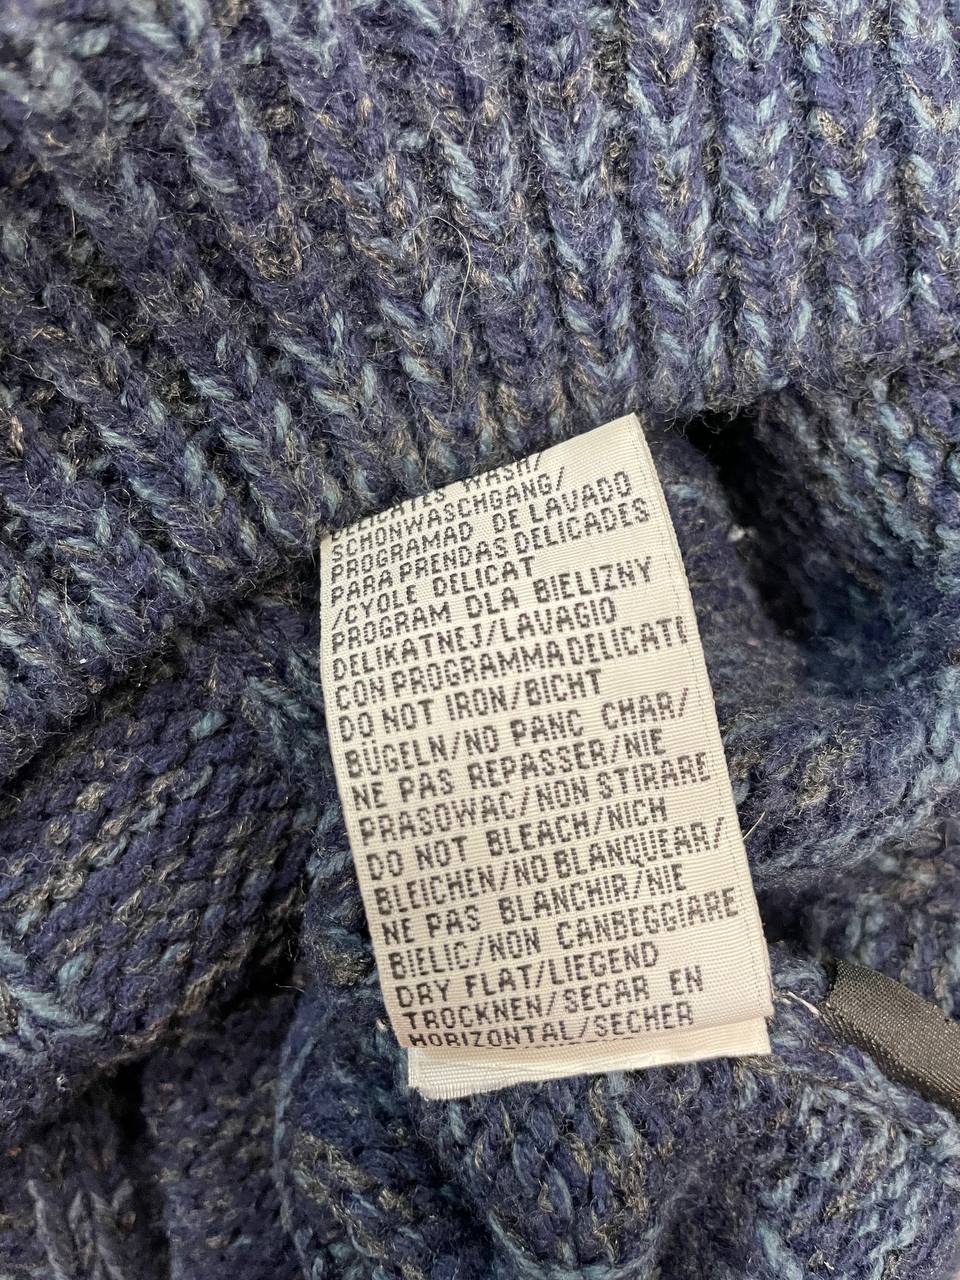 WASH/
SCHONWASCHGANG/
PROGRAMAD DE LAVADO
PARA PRENDAS DELICADES
/CYOLE DELICAT
PROGRAM DLA BIELIZNY
DELIKATNEJ/LAVAGIO
CON PROGRAMMA DELICATI
DO NOT IRON/BICHT
BÜGELN/NO PANC CHAR/
NE PAS REPASSER/NIE
PRASOWAC/NON STIRARE
DO NOT BLEACH/NICH
BLEICHEN/NO BLANQUEAR/
NE PAS BLANCHIR/NIE
BIELIC/NON CANBEGGIARE
DRY FLAT/LIEGEND
TROCKNEN/SECAR EN
HORIZONTAL/SECHER